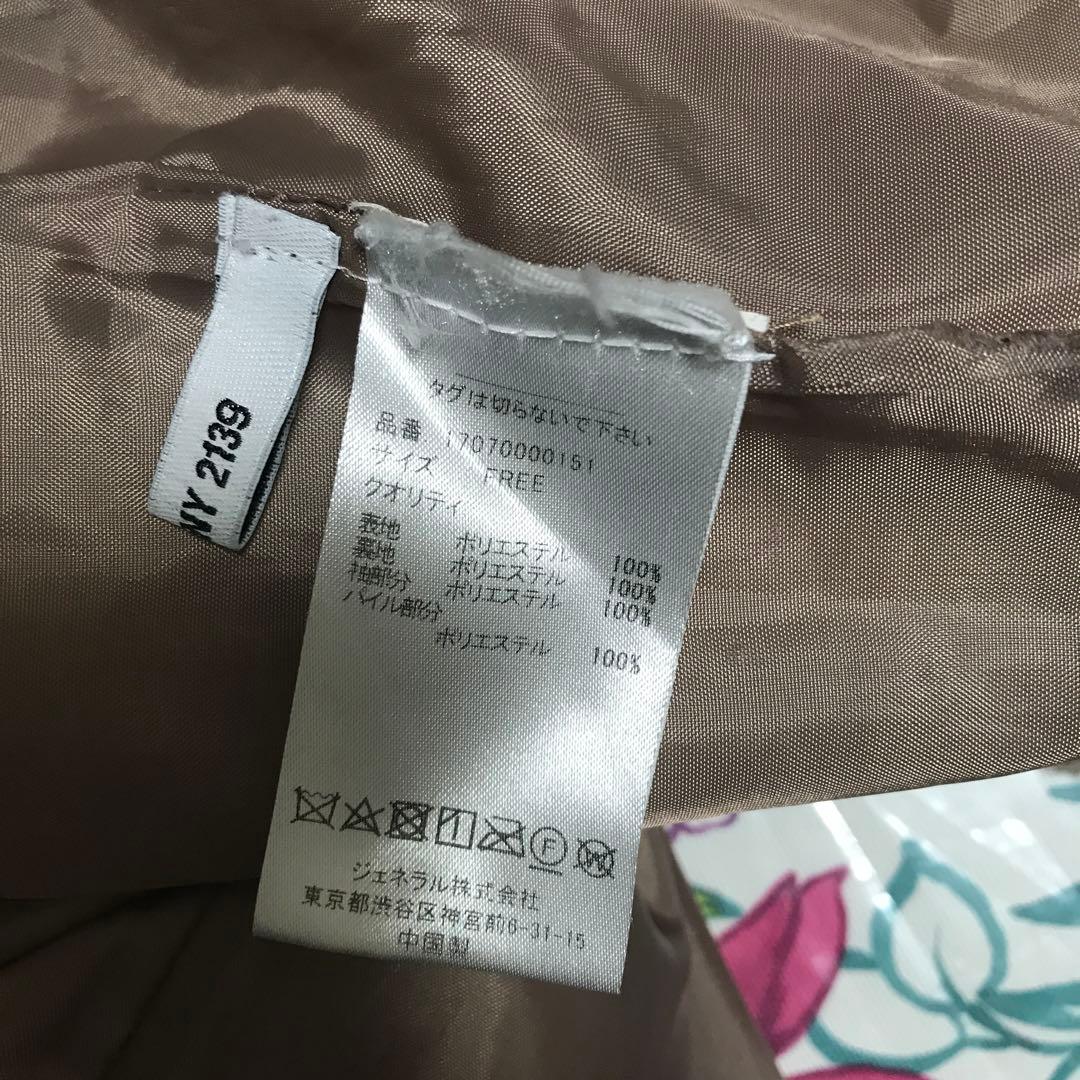 NY 2139
タグは切らないで下さい
品番 17070000151
サイズ FREE
クオリティ
表地 ポリエステル 100%
裏地 ポリエステル 100%
袖部分 ポリエステル 100%
パイル部分
ポリエステル 100%
F W
ジェネラル株式会社
東京都渋谷区神宮前6-31-15
中国製